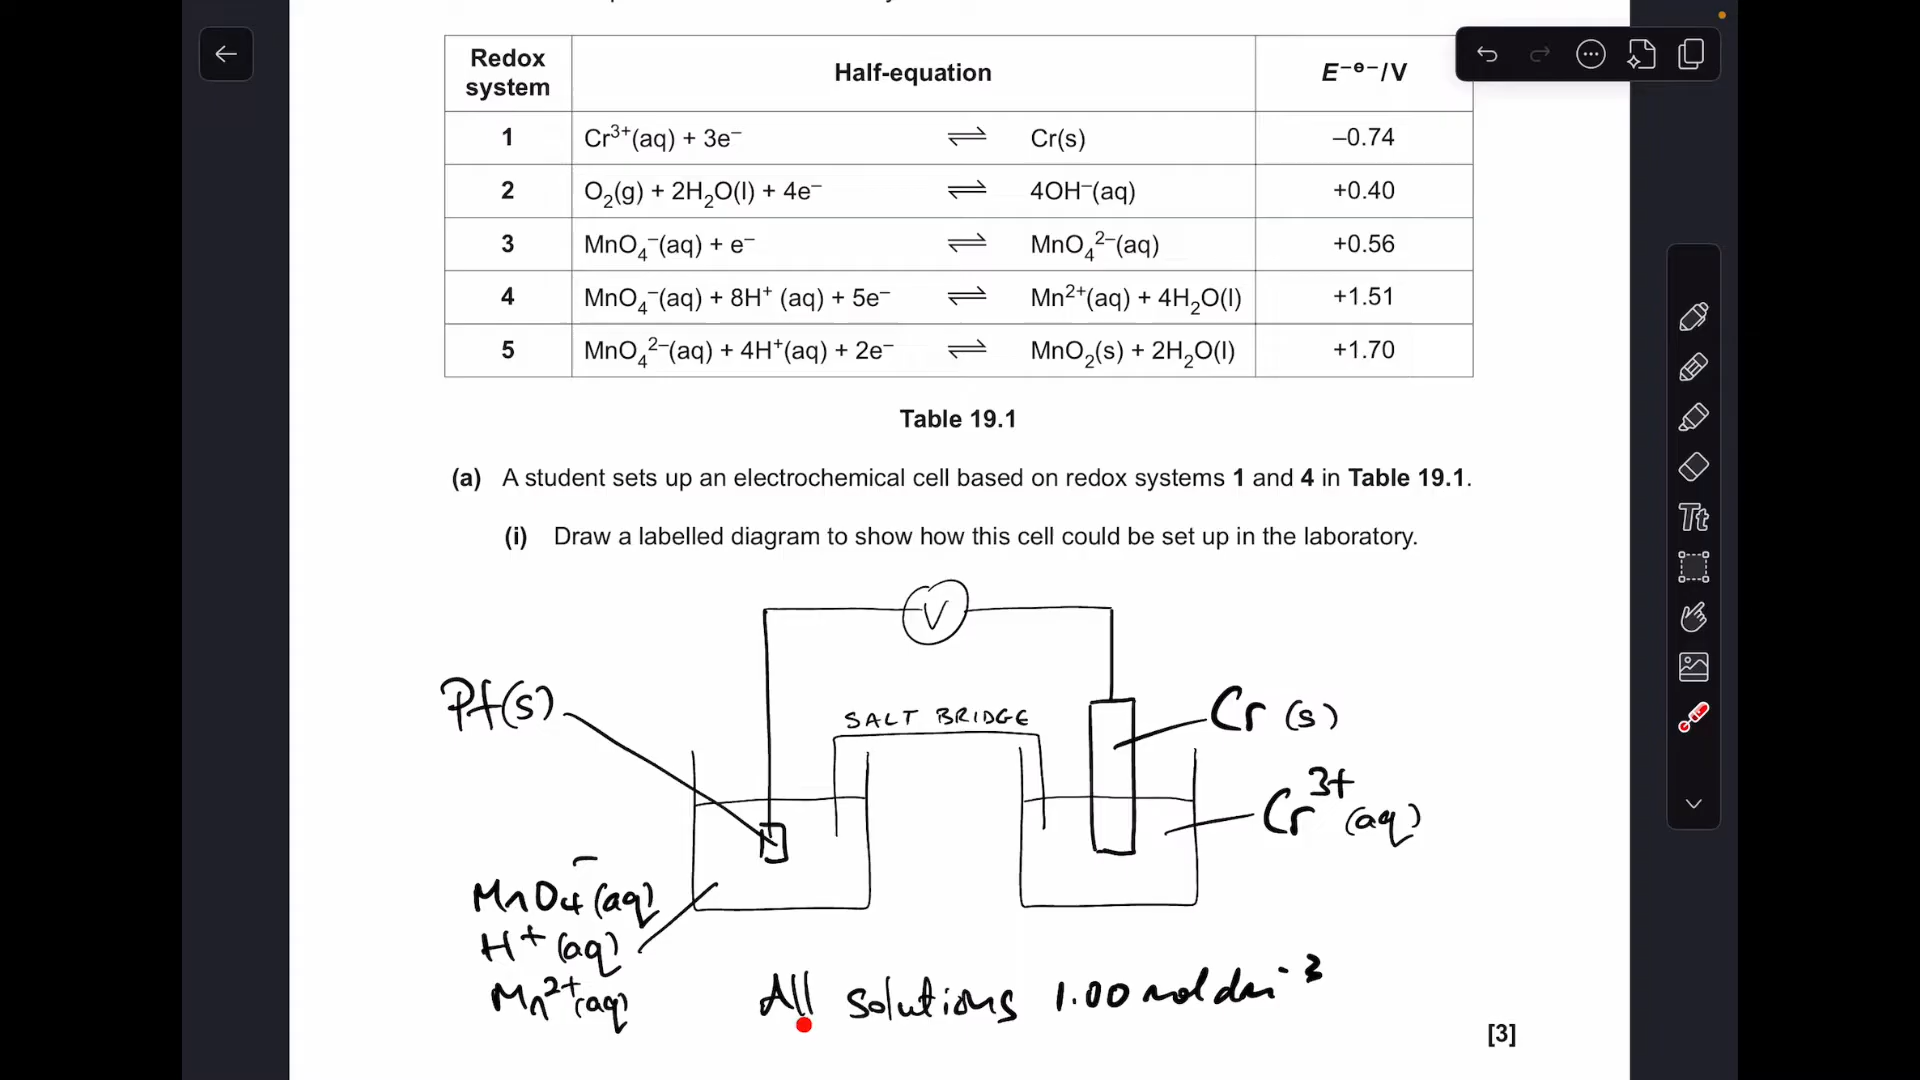 Redox system Half-equation E⁻ᶱ⁻/V
1 Cr³⁺(aq) + 3e⁻ ⇌ Cr(s) –0.74
2 O₂(g) + 2H₂O(l) + 4e⁻ ⇌ 4OH⁻(aq) +0.40
3 MnO₄⁻(aq) + e⁻ ⇌ MnO₄²⁻(aq) +0.56
4 MnO₄⁻(aq) + 8H⁺ (aq) + 5e⁻ ⇌ Mn²⁺(aq) + 4H₂O(l) +1.51
5 MnO₄²⁻(aq) + 4H⁺(aq) + 2e⁻ ⇌ MnO₂(s) + 2H₂O(l) +1.70
Table 19.1
(a) A student sets up an electrochemical cell based on redox systems 1 and 4 in Table 19.1.
(i) Draw a labelled diagram to show how this cell could be set up in the laboratory.
V
Pt(s)
SALT BRIDGE
Cr (s)
Cr³⁺(aq)
MnO₄⁻(aq)
H⁺(aq)
Mn²⁺(aq)
All solutions 1.00 mol dm⁻³
[3]
Tt